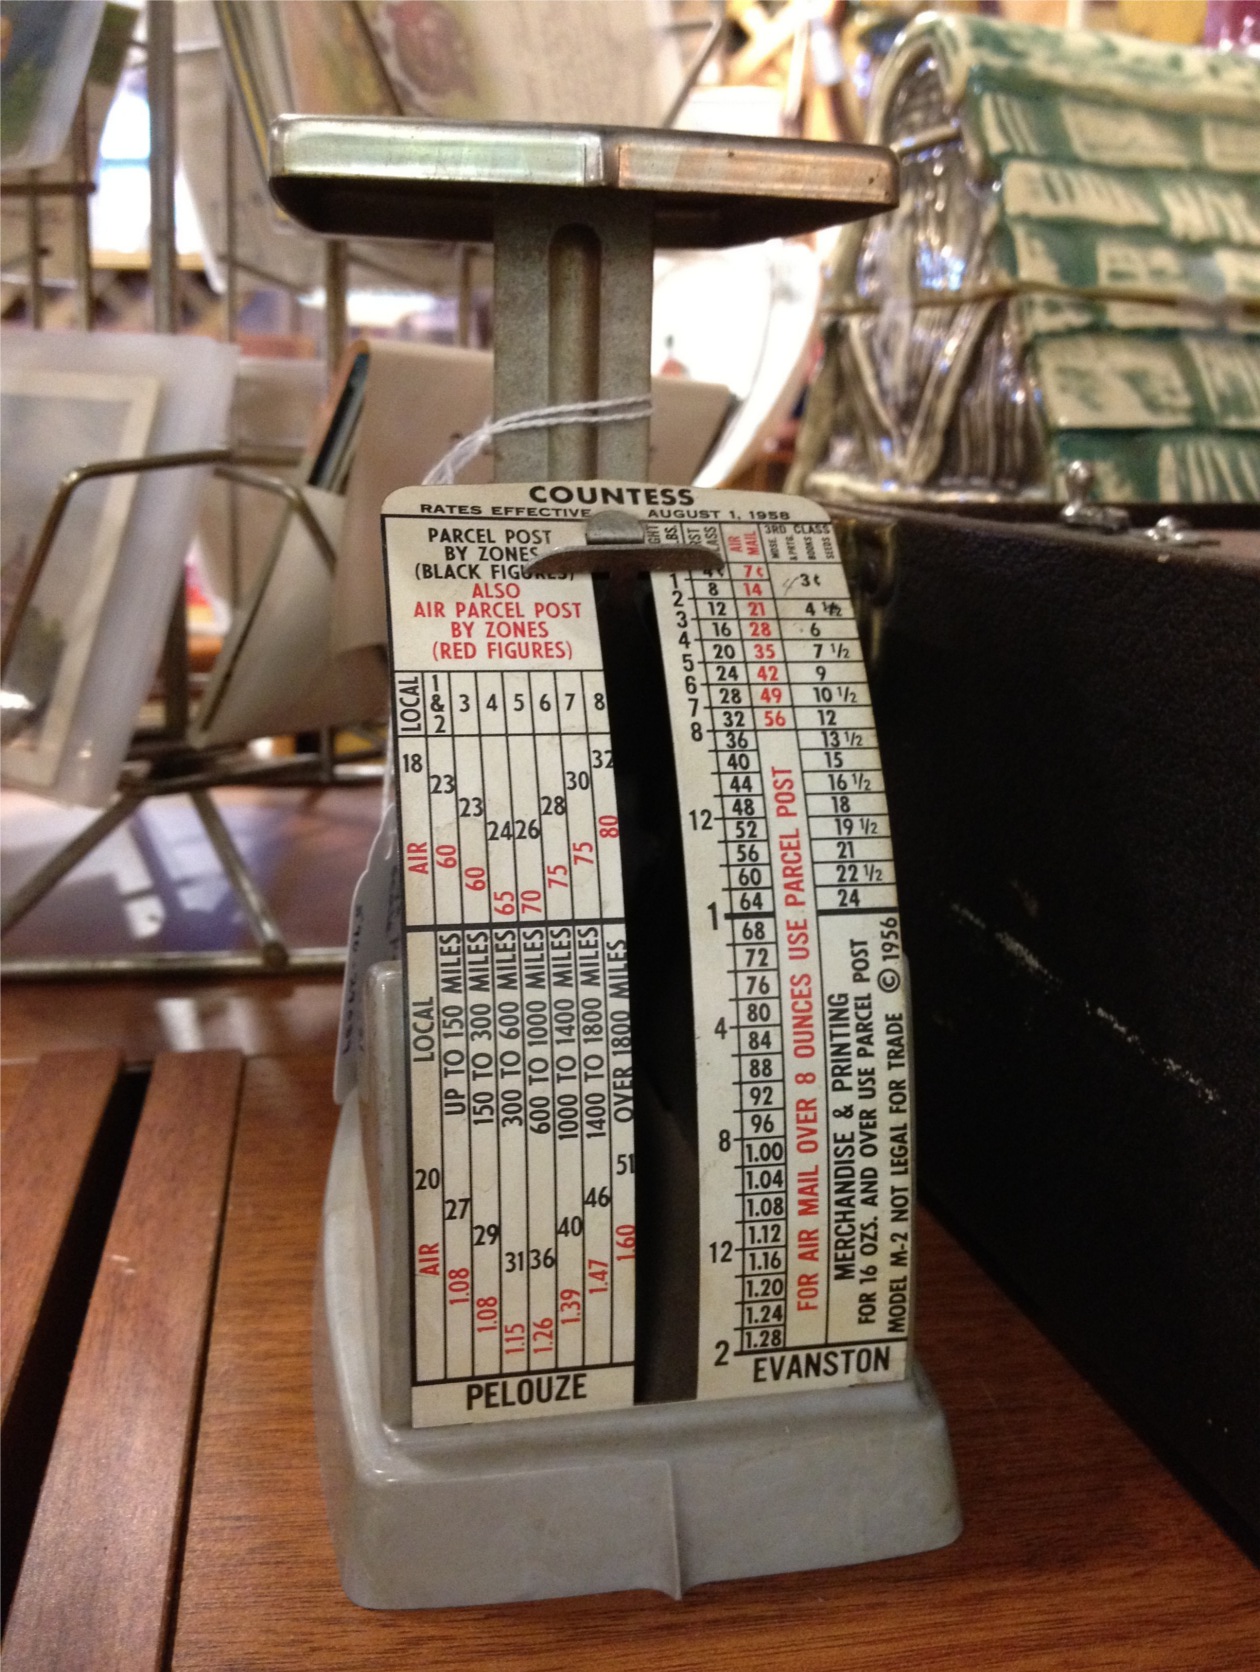 COUNTESS
RATES EFFECTIVE AUGUST 1, 1958
PARCEL POST
BY ZONES
(BLACK FIGURES)
ALSO
AIR PARCEL POST
BY ZONES
(RED FIGURES)
LOCAL 1 & 2 3 4 5 6 7 8
18 23 23 24 26 28 30 32
AIR 60 60 65 70 75 75 80
LOCAL
UP TO 150 MILES
150 TO 300 MILES
300 TO 600 MILES
600 TO 1000 MILES
1000 TO 1400 MILES
1400 TO 1800 MILES
OVER 1800 MILES
20 27 29 31 36 40 46 51
AIR 1.08 1.08 1.15 1.26 1.39 1.47 1.60
PELOUZE
LBS. AIR MAIL 3RD CLASS
4¢ 7¢ 3¢
1 8 14
2 12 21 4 1/2
3 16 28 6
4 20 35 7 1/2
5 24 42 9
6 28 49 10 1/2
7 32 56 12
8 36 13 1/2
40 15
44 16 1/2
48 18
12 52 19 1/2
56 21
60 22 1/2
64 24
1
68
72
76
80
4 84
88
92
96
8 1.00
1.04
1.08
1.12
12 1.16
1.20
1.24
1.28
2
FOR AIR MAIL OVER 8 OUNCES USE PARCEL POST
MERCHANDISE & PRINTING
FOR 16 OZS. AND OVER USE PARCEL POST
MODEL M-2 NOT LEGAL FOR TRADE © 1956
EVANSTON